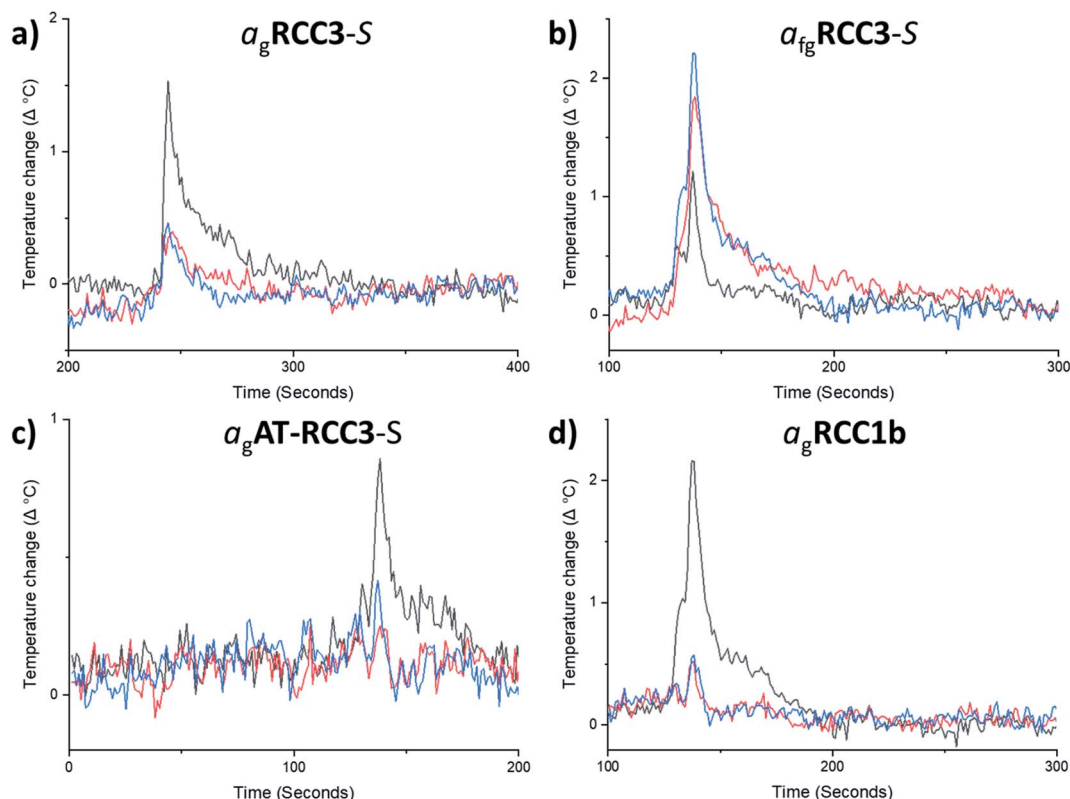 a) agRCC3-S
2
1
0
Temperature change (Δ °C)
200 300 400
Time (Seconds)
b) afgRCC3-S
2
1
0
Temperature change (Δ °C)
100 200 300
Time (Seconds)
c) agAT-RCC3-S
1
0
Temperature change (Δ °C)
0 100 200
Time (Seconds)
d) agRCC1b
2
1
0
Temperature change (Δ °C)
100 200 300
Time (Seconds)